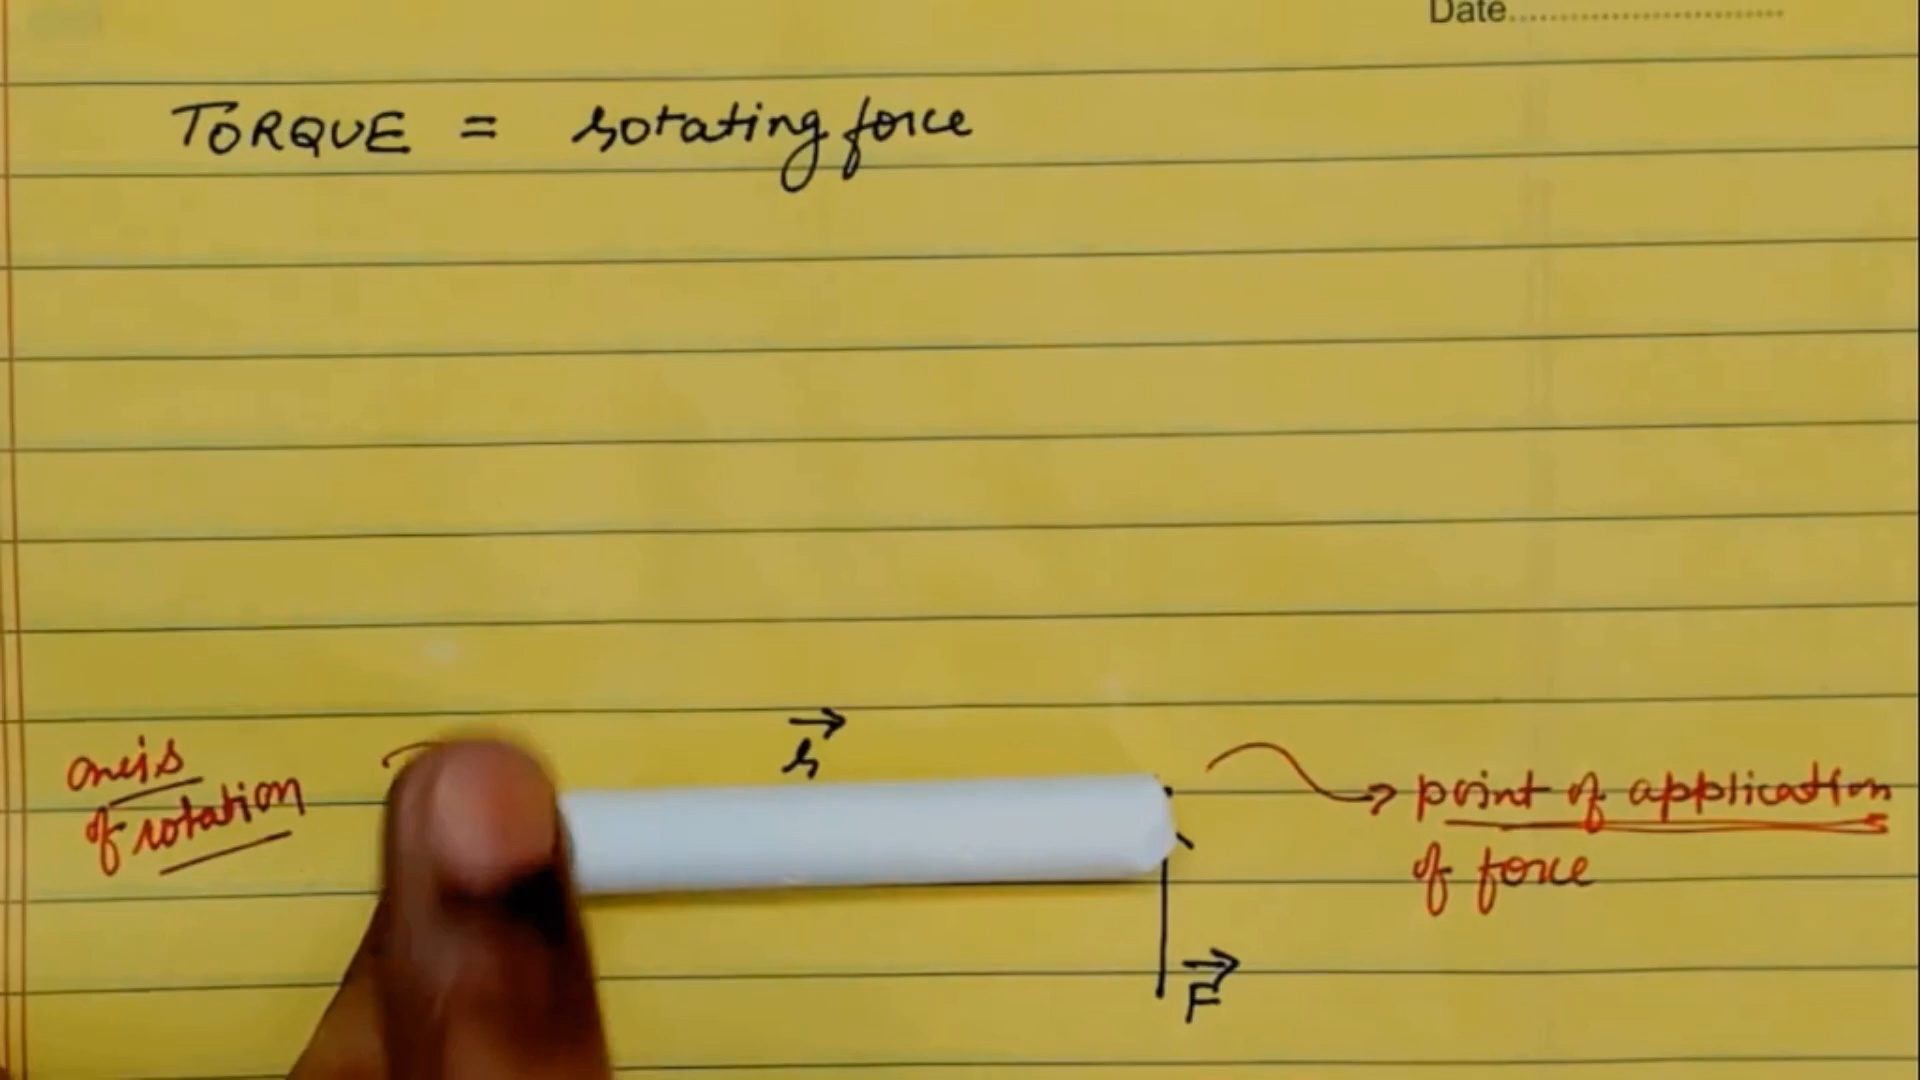 Date..............................
TORQUE = rotating force
r
axis
of rotation
point of application
of force
F